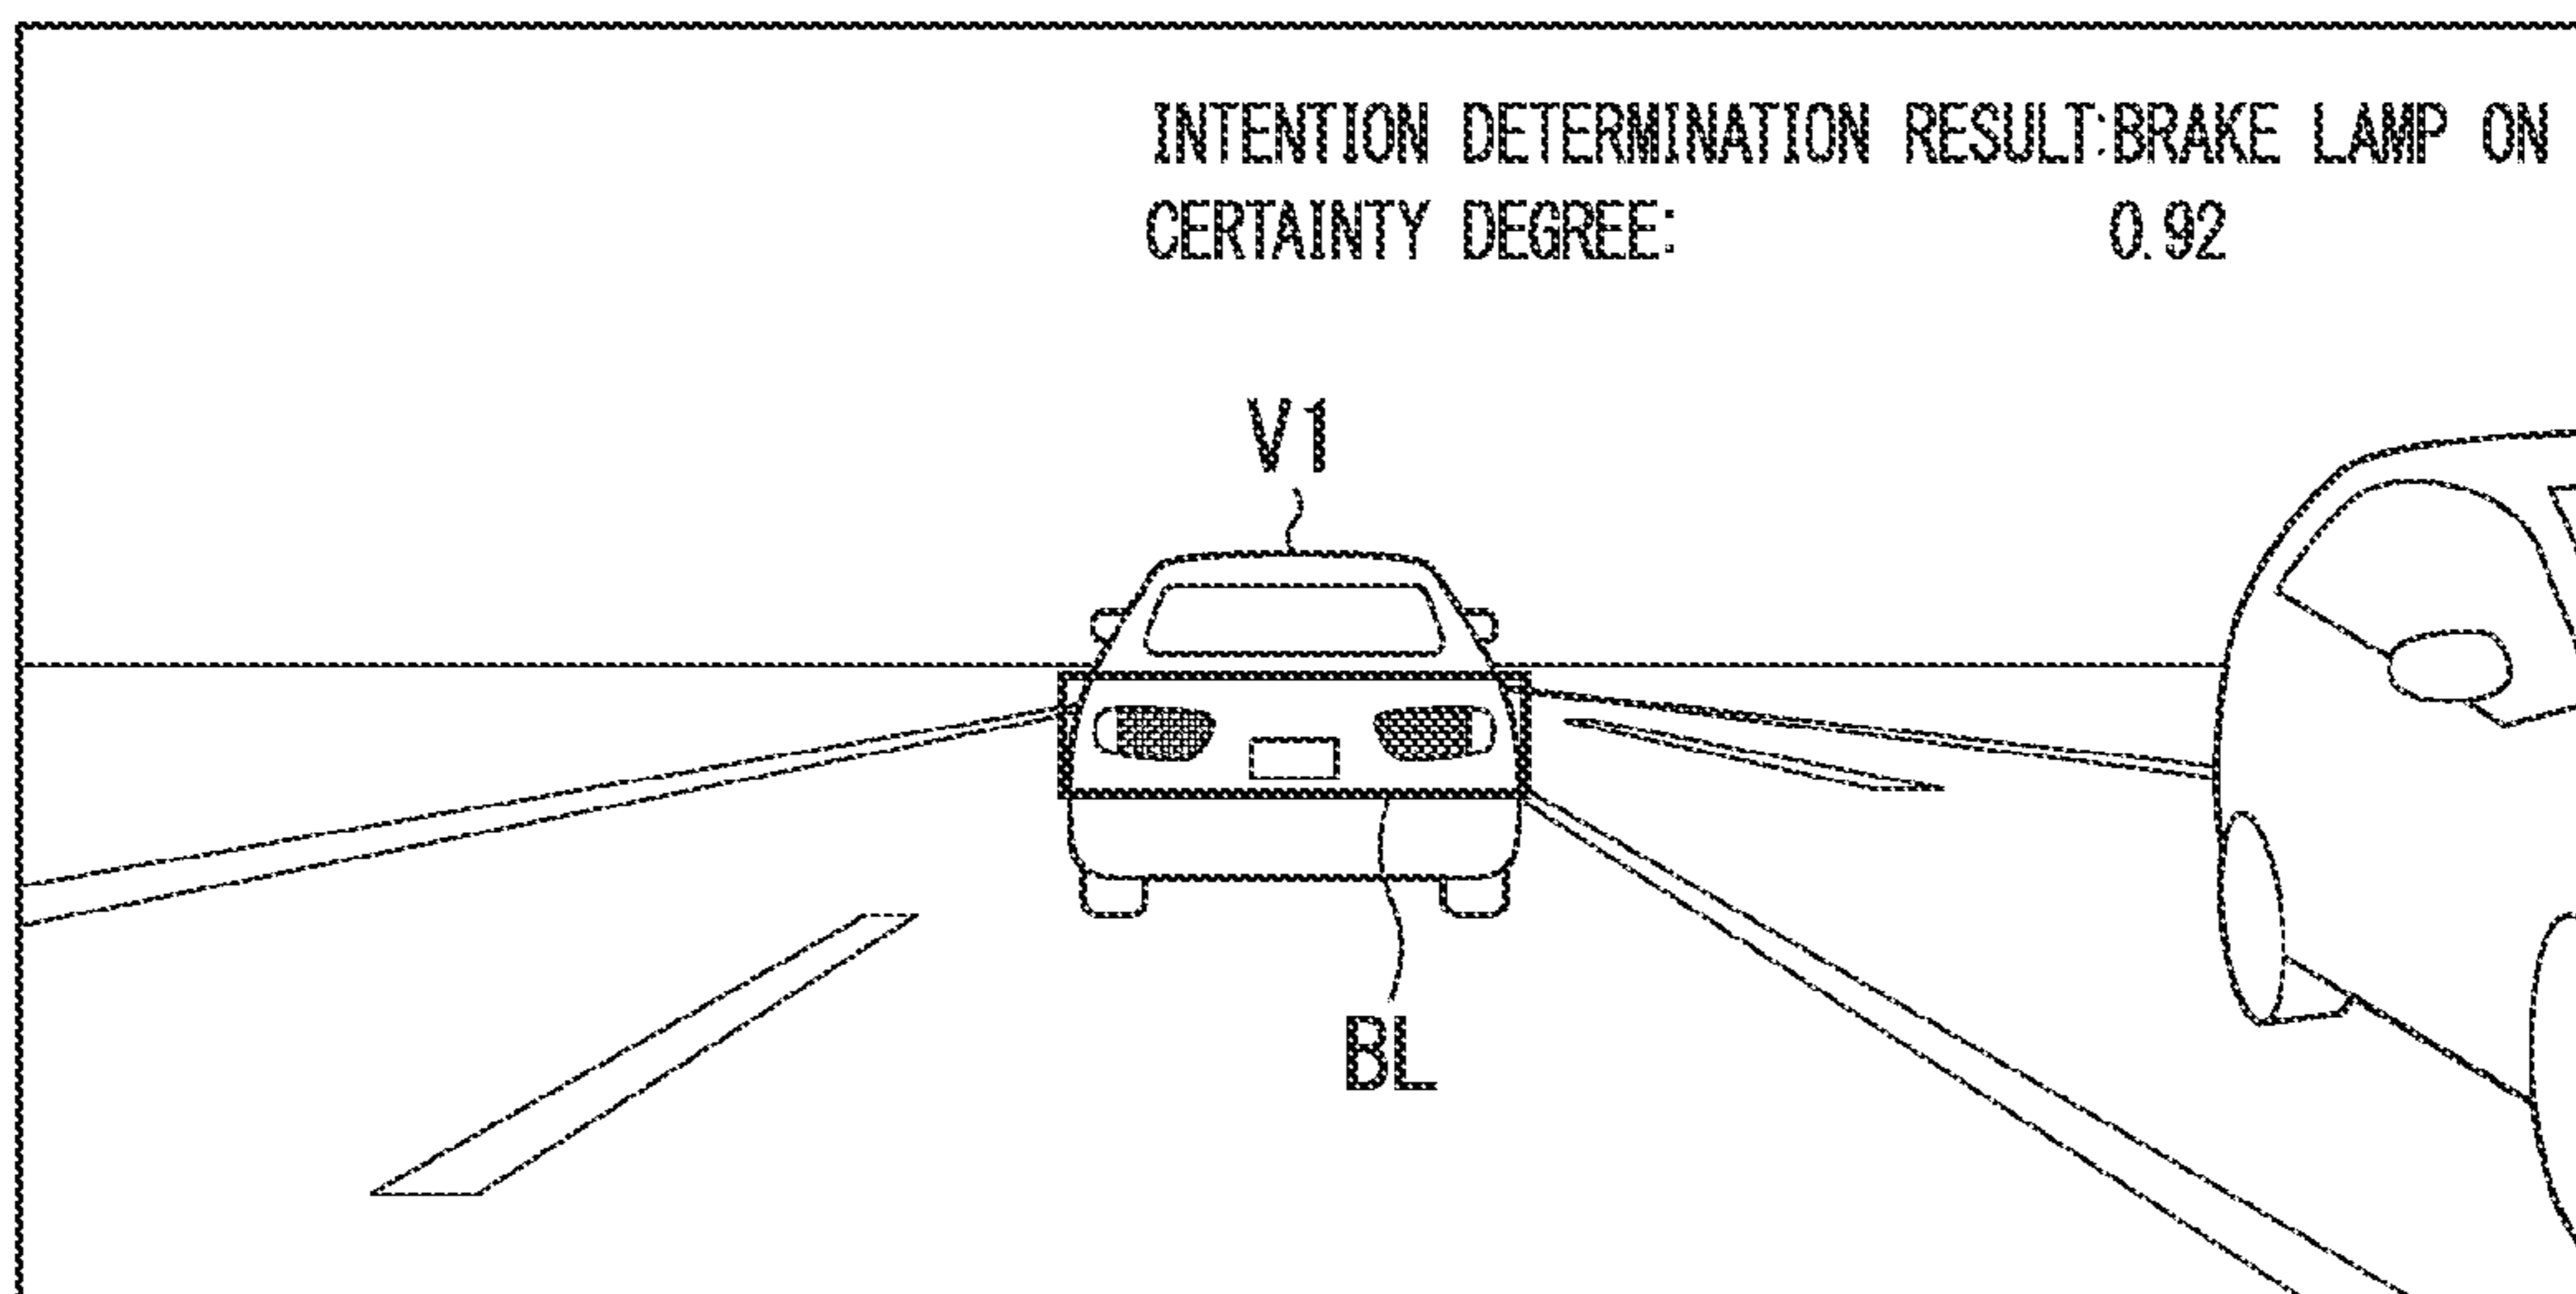 INTENTION DETERMINATION RESULT:BRAKE LAMP ON
CERTAINTY DEGREE: 0.92
V1
BL